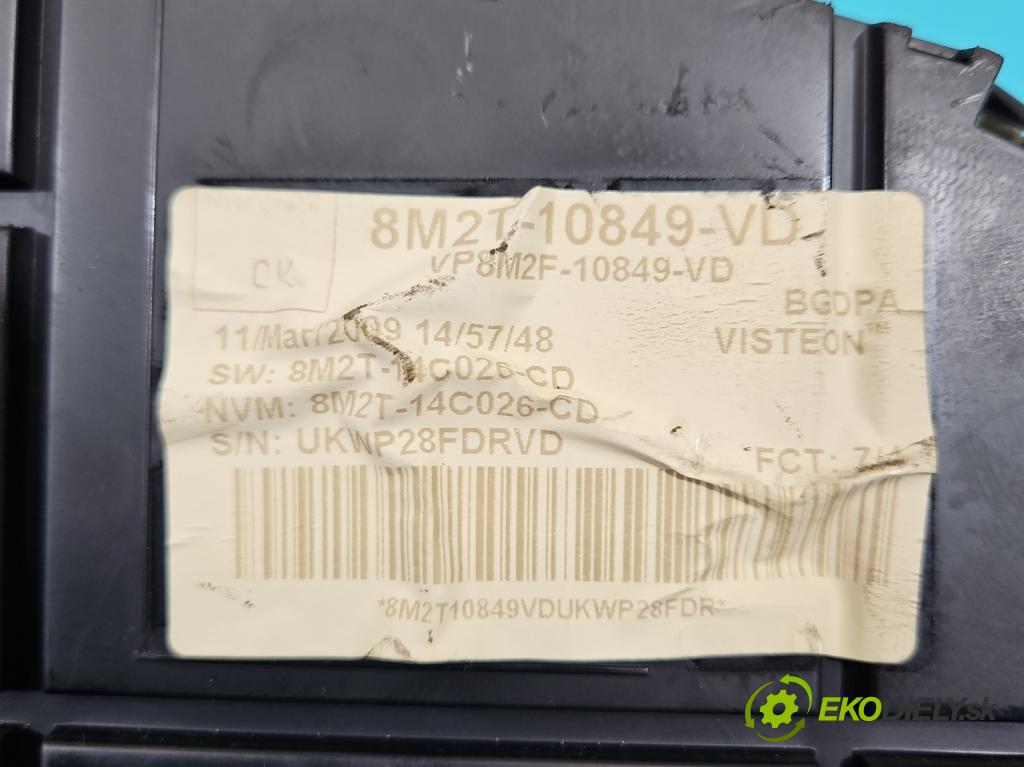 8M2T-10849-VD
VP8M2F-10849-VD
OK
BGDPA
11/Mar/2009 14/57/48
VISTEON™
SW: 8M2T-14C026-CD
NVM: 8M2T-14C026-CD
S/N: UKWP28FDRVD
FCT:
*8M2T10849VDUKWP28FDR*
EKODIELY.sk